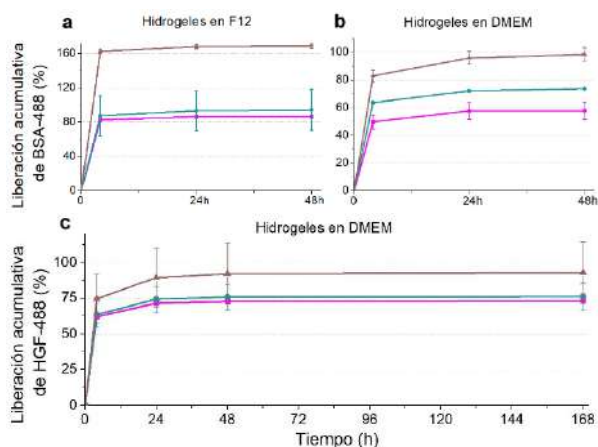 a
Hidrogeles en F12
Liberación acumulativa
de BSA-488 (%)
160
120
80
40
0
0
24h
48h
b
Hidrogeles en DMEM
100
80
60
40
20
0
0
24h
48h
c
Hidrogeles en DMEM
Liberación acumulativa
de HGF-488 (%)
100
75
50
25
0
0
24
48
72
96
120
144
168
Tiempo (h)